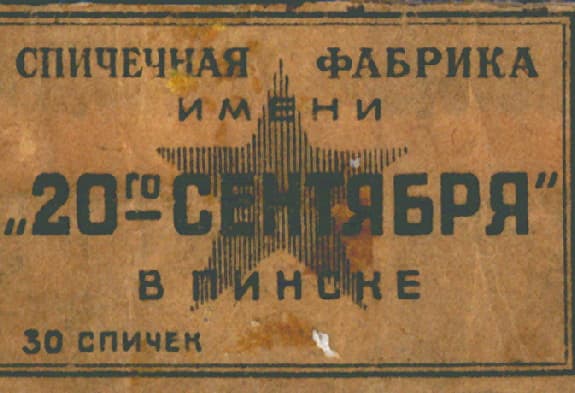 СПИЧЕЧНАЯ ФАБРИКА
ИМЕНИ
„20го СЕНТЯБРЯ"
В ПИНСКЕ
30 СПИЧЕК